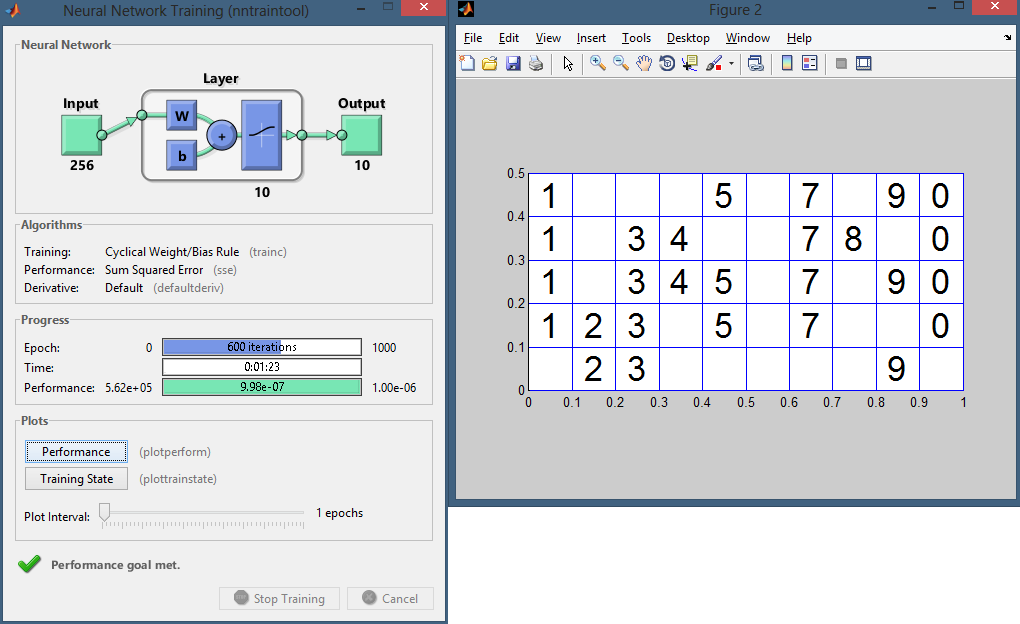 Neural Network Training (nntraintool)
Neural Network
Layer
Input
Output
W
b
+
256
10
10
Algorithms
Training: Cyclical Weight/Bias Rule (trainc)
Performance: Sum Squared Error (sse)
Derivative: Default (defaultderiv)
Progress
Epoch: 0 600 iterations 1000
Time: 0:01:23
Performance: 5.62e+05 9.98e-07 1.00e-06
Plots
Performance (plotperform)
Training State (plottrainstate)
Plot Interval: 1 epochs
Performance goal met.
Stop Training Cancel
Figure 2
File Edit View Insert Tools Desktop Window Help
0.5
1 5 7 9 0
0.4
1 3 4 7 8 0
0.3
1 3 4 5 7 9 0
0.2
1 2 3 5 7 0
0.1
2 3 9
0
0 0.1 0.2 0.3 0.4 0.5 0.6 0.7 0.8 0.9 1